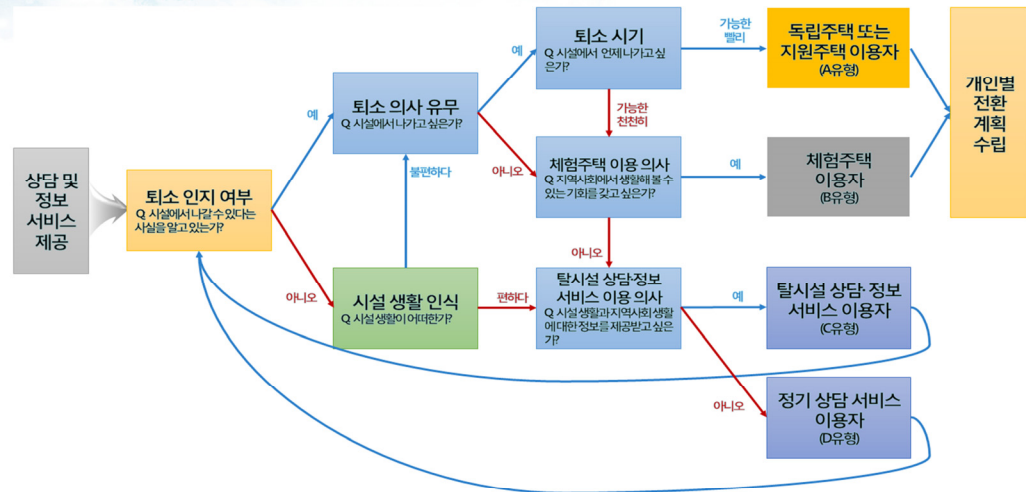 상담 및
정보
서비스
제공
퇴소 인지 여부
Q. 시설에서 나갈 수 있다는
사실을 알고 있는가?
예
아니오
퇴소 의사 유무
Q. 시설에서 나가고 싶은가?
불편하다
시설 생활 인식
Q. 시설 생활이 어떠한가?
예
아니오
편하다
퇴소 시기
Q. 시설에서 언제 나가고 싶
은가?
가능한
천천히
체험주택 이용 의사
Q. 지역사회에서 생활해 볼 수
있는 기회를 갖고 싶은가?
아니오
탈시설 상담·정보
서비스 이용 의사
Q. 시설 생활과 지역사회 생활
에 대한 정보를 제공받고 싶은
가?
가능한
빨리
예
예
아니오
독립주택 또는
지원주택 이용자
(A유형)
체험주택
이용자
(B유형)
탈시설 상담·정보
서비스 이용자
(C유형)
정기 상담 서비스
이용자
(D유형)
개인별
전환
계획
수립